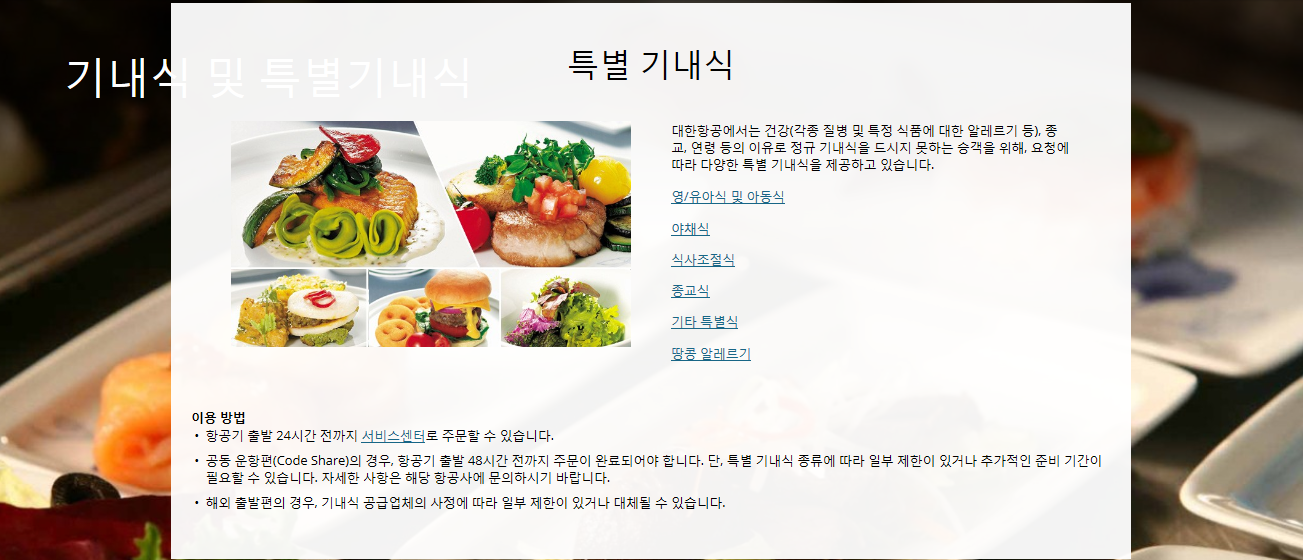 기내식 및 특별기내식
특별 기내식
대한항공에서는 건강(각종 질병 및 특정 식품에 대한 알레르기 등), 종
교, 연령 등의 이유로 정규 기내식을 드시지 못하는 승객을 위해, 요청에
따라 다양한 특별 기내식을 제공하고 있습니다.
영/유아식 및 아동식
야채식
식사조절식
종교식
기타 특별식
땅콩 알레르기
이용 방법
• 항공기 출발 24시간 전까지 서비스센터로 주문할 수 있습니다.
• 공동 운항편(Code Share)의 경우, 항공기 출발 48시간 전까지 주문이 완료되어야 합니다. 단, 특별 기내식 종류에 따라 일부 제한이 있거나 추가적인 준비 기간이
필요할 수 있습니다. 자세한 사항은 해당 항공사에 문의하시기 바랍니다.
• 해외 출발편의 경우, 기내식 공급업체의 사정에 따라 일부 제한이 있거나 대체될 수 있습니다.